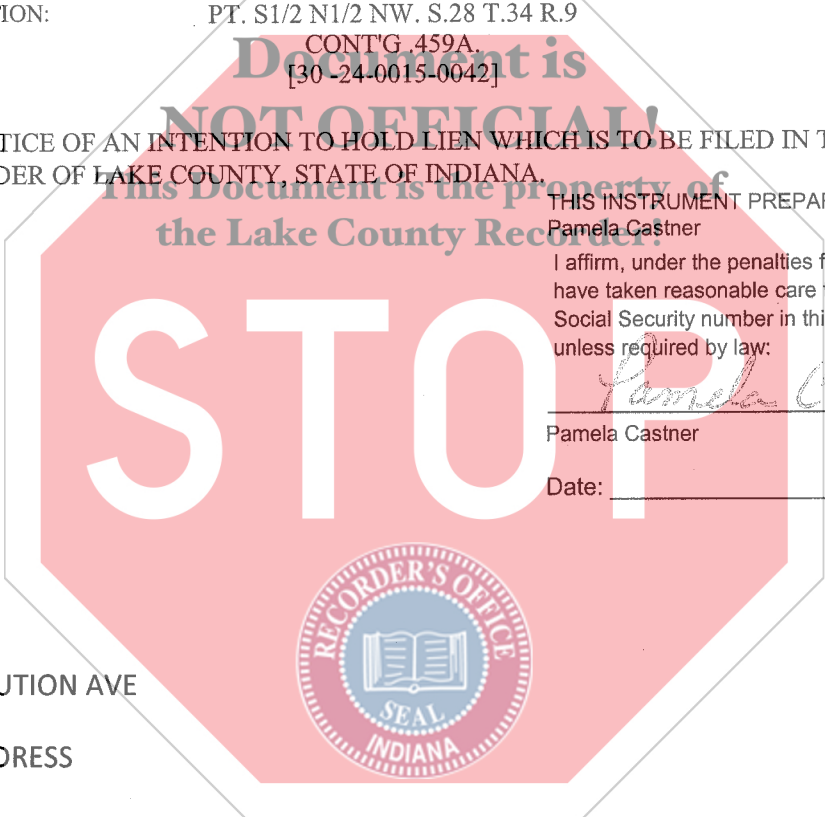 TION: PT. S1/2 N1/2 NW. S.28 T.34 R.9
CONT'G .459A.
[30 -24-0015-0042]
Document is
NOT OFFICIAL!
This Document is the property of
the Lake County Recorder!
TICE OF AN INTENTION TO HOLD LIEN WHICH IS TO BE FILED IN T
DER OF LAKE COUNTY, STATE OF INDIANA.
THIS INSTRUMENT PREPAR
Pamela Castner
I affirm, under the penalties f
have taken reasonable care
Social Security number in thi
unless required by law:
Pamela C
Pamela Castner
Date:
STOP
RECORDER'S OFFICE
SEAL
INDIANA
UTION AVE
DRESS